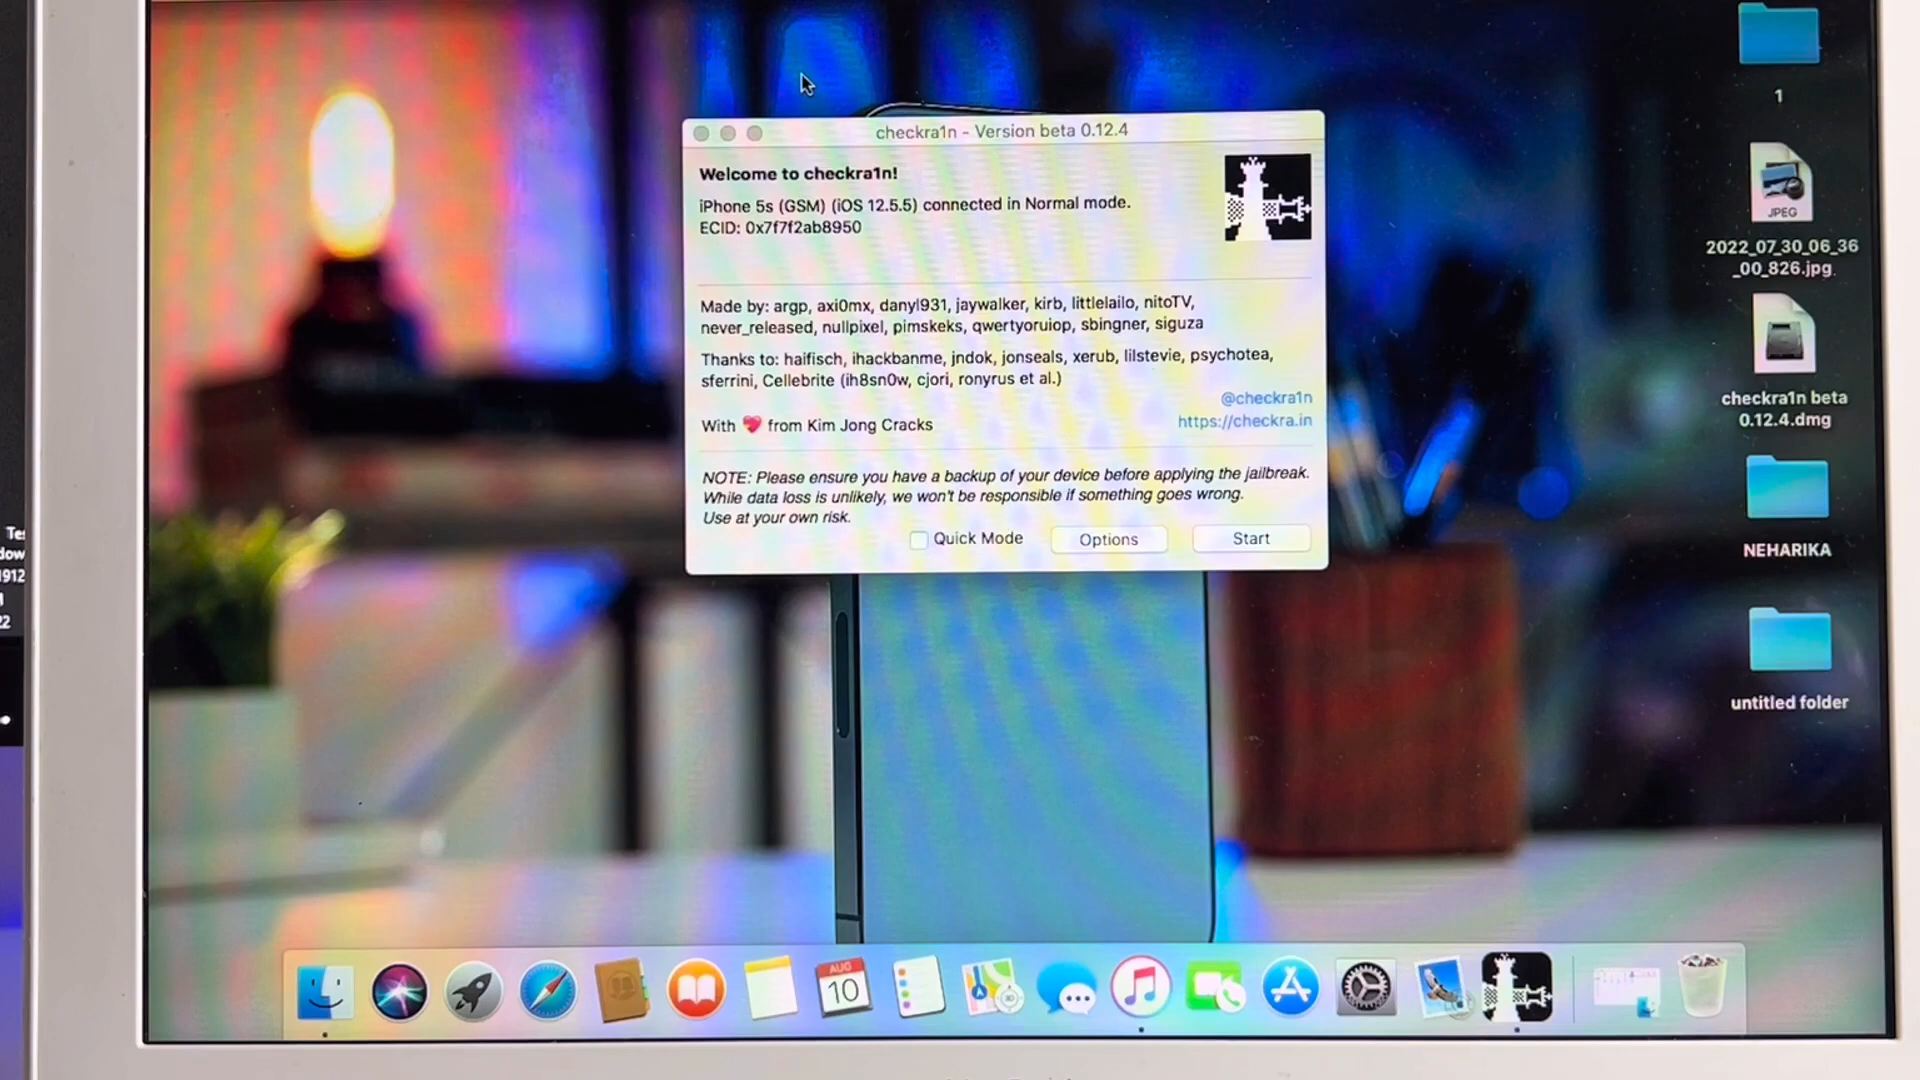 checkra1n - Version beta 0.12.4
Welcome to checkra1n!
iPhone 5s (GSM) (iOS 12.5.5) connected in Normal mode.
ECID: 0x7f7f2ab8950
Made by: argp, axi0mx, danyl931, jaywalker, kirb, littlelailo, nitoTV,
never_released, nullpixel, pimskeks, qwertyoruiop, sbingner, siguza
Thanks to: haifisch, ihackbanme, jndok, jonseals, xerub, lilstevie, psychotea,
sferrini, Cellebrite (ih8sn0w, cjori, ronyrus et al.)
@checkra1n
https://checkra.in
With 💖 from Kim Jong Cracks
NOTE: Please ensure you have a backup of your device before applying the jailbreak.
While data loss is unlikely, we won't be responsible if something goes wrong.
Use at your own risk.
Quick Mode
Options
Start
1
JPEG
2022_07_30_06_36
_00_826.jpg
checkra1n beta
0.12.4.dmg
NEHARIKA
untitled folder
AUG
10